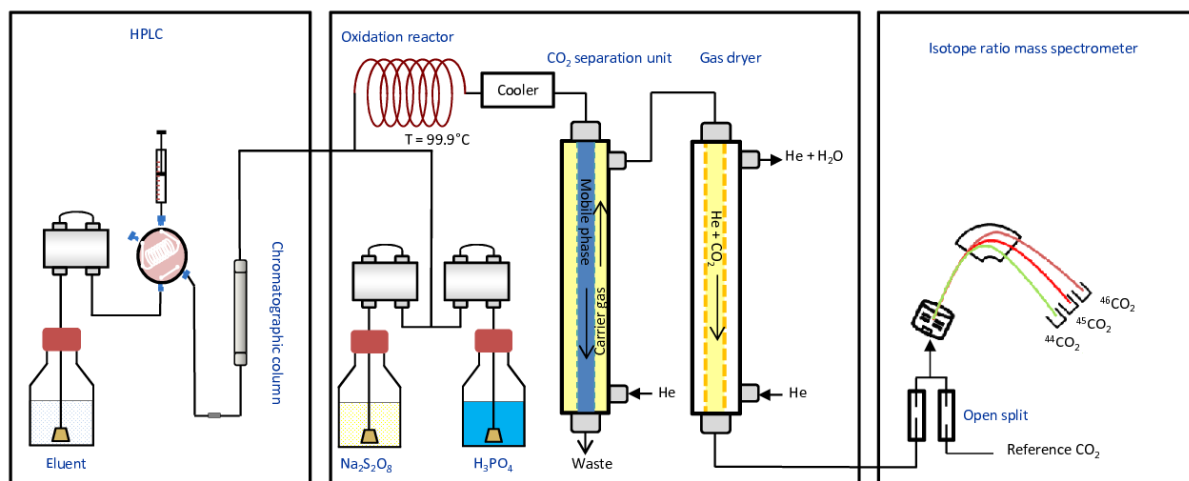 HPLC
Eluent
Chromatographic column
Oxidation reactor
T = 99.9°C
Cooler
CO₂ separation unit
Gas dryer
Mobile phase
Carrier gas
He + CO₂
He + H₂O
He
He
Waste
Na₂S₂O₈
H₃PO₄
Isotope ratio mass spectrometer
⁴⁶CO₂
⁴⁵CO₂
⁴⁴CO₂
Open split
Reference CO₂